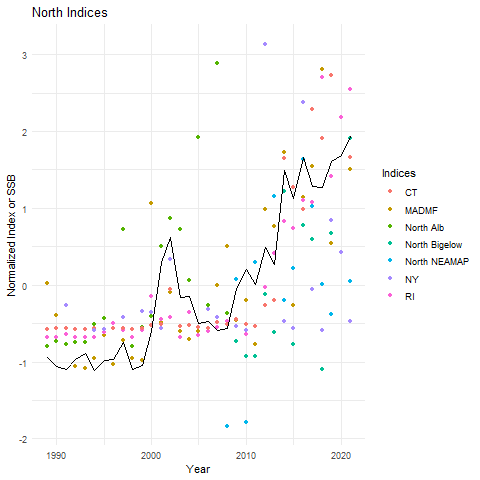 North Indices
Normalized Index or SSB
3
2
1
0
-1
-2
1990
2000
2010
2020
Year
Indices
CT
MADMF
North Alb
North Bigelow
North NEAMAP
NY
RI